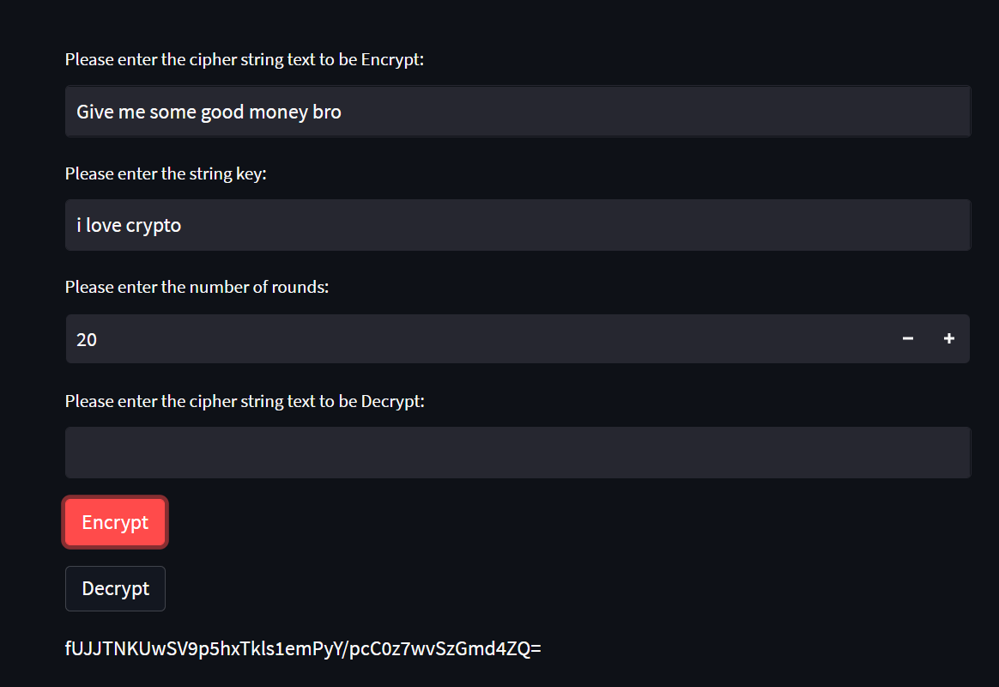 Please enter the cipher string text to be Encrypt:
Give me some good money bro
Please enter the string key:
i love crypto
Please enter the number of rounds:
20
Please enter the cipher string text to be Decrypt:
Encrypt
Decrypt
fUJJTNKUwSV9p5hxTkls1emPyY/pcC0z7wvSzGmd4ZQ=